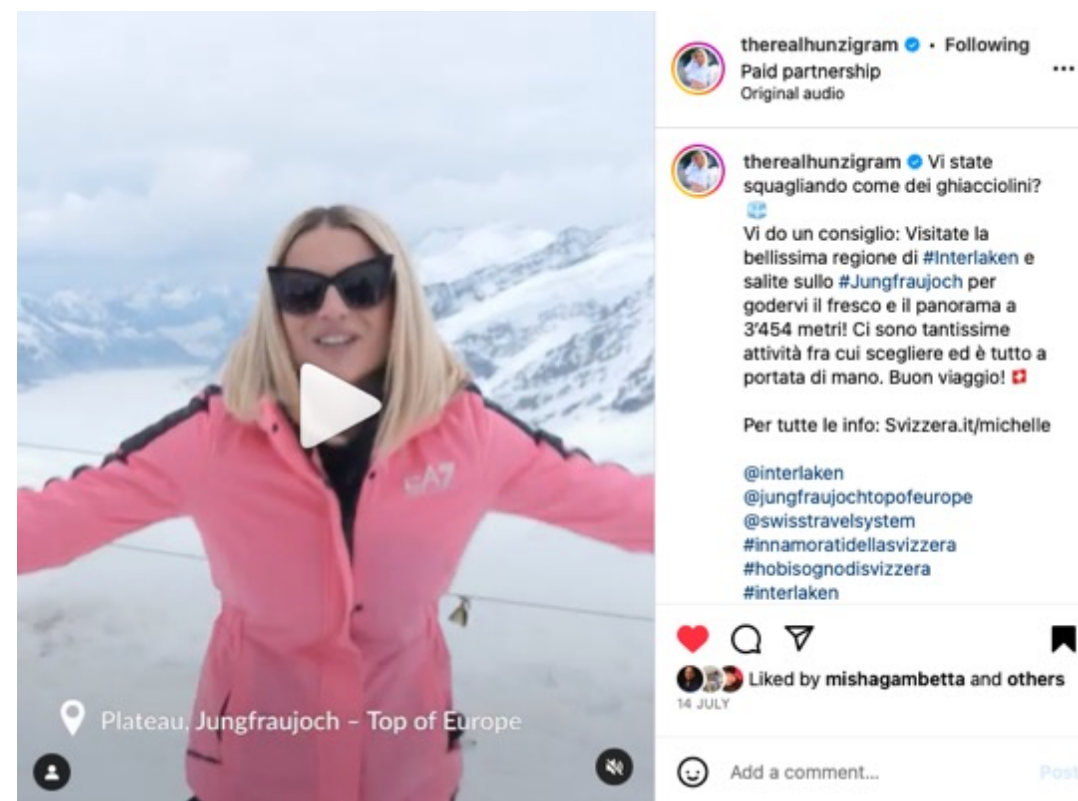 EA7
Plateau, Jungfraujoch – Top of Europe
therealhunzigram • Following
Paid partnership
Original audio
therealhunzigram Vi state
squagliando come dei ghiacciolini?
🧊
Vi do un consiglio: Visitate la
bellissima regione di #Interlaken e
salite sullo #Jungfraujoch per
godervi il fresco e il panorama a
3'454 metri! Ci sono tantissime
attività fra cui scegliere ed è tutto a
portata di mano. Buon viaggio! 🇨🇭
Per tutte le info: Svizzera.it/michelle
@interlaken
@jungfraujochtopofeurope
@swisstravelsystem
#innamoratidellasvizzera
#hobisognodisvizzera
#interlaken
Liked by mishagambetta and others
14 JULY
Add a comment...
Post